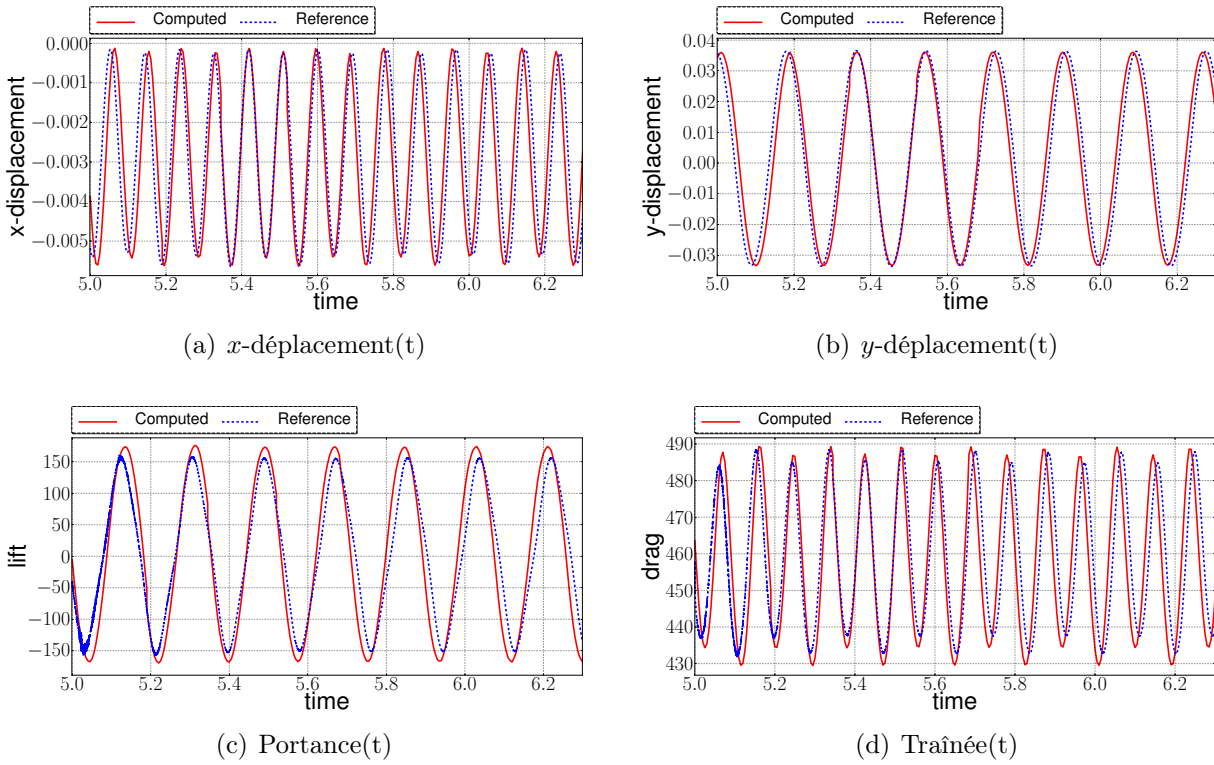 Computed Reference
0.000
−0.001
−0.002
−0.003
−0.004
−0.005
x-displacement
5.0 5.2 5.4 5.6 5.8 6.0 6.2
time
(a) x-déplacement(t)
Computed Reference
0.04
0.03
0.02
0.01
0.00
−0.01
−0.02
−0.03
y-displacement
5.0 5.2 5.4 5.6 5.8 6.0 6.2
time
(b) y-déplacement(t)
Computed Reference
150
100
50
0
−50
−100
−150
lift
5.0 5.2 5.4 5.6 5.8 6.0 6.2
time
(c) Portance(t)
Computed Reference
490
480
470
460
450
440
430
drag
5.0 5.2 5.4 5.6 5.8 6.0 6.2
time
(d) Traînée(t)